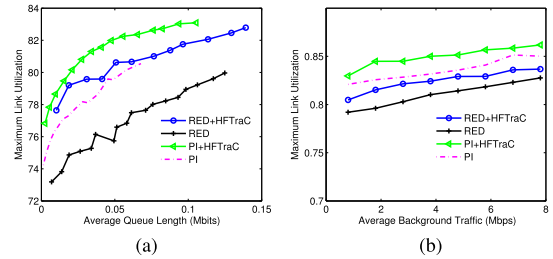 84
82
80
78
76
74
72
0
0.05
0.1
0.15
Maximum Link Utilization
Average Queue Length (Mbits)
RED+HFTraC
RED
PI+HFTraC
PI
(a)
0.85
0.8
0.75
0.7
0
2
4
6
8
Maximum Link Utilization
Average Background Traffic (Mbps)
RED+HFTraC
RED
PI+HFTraC
PI
(b)